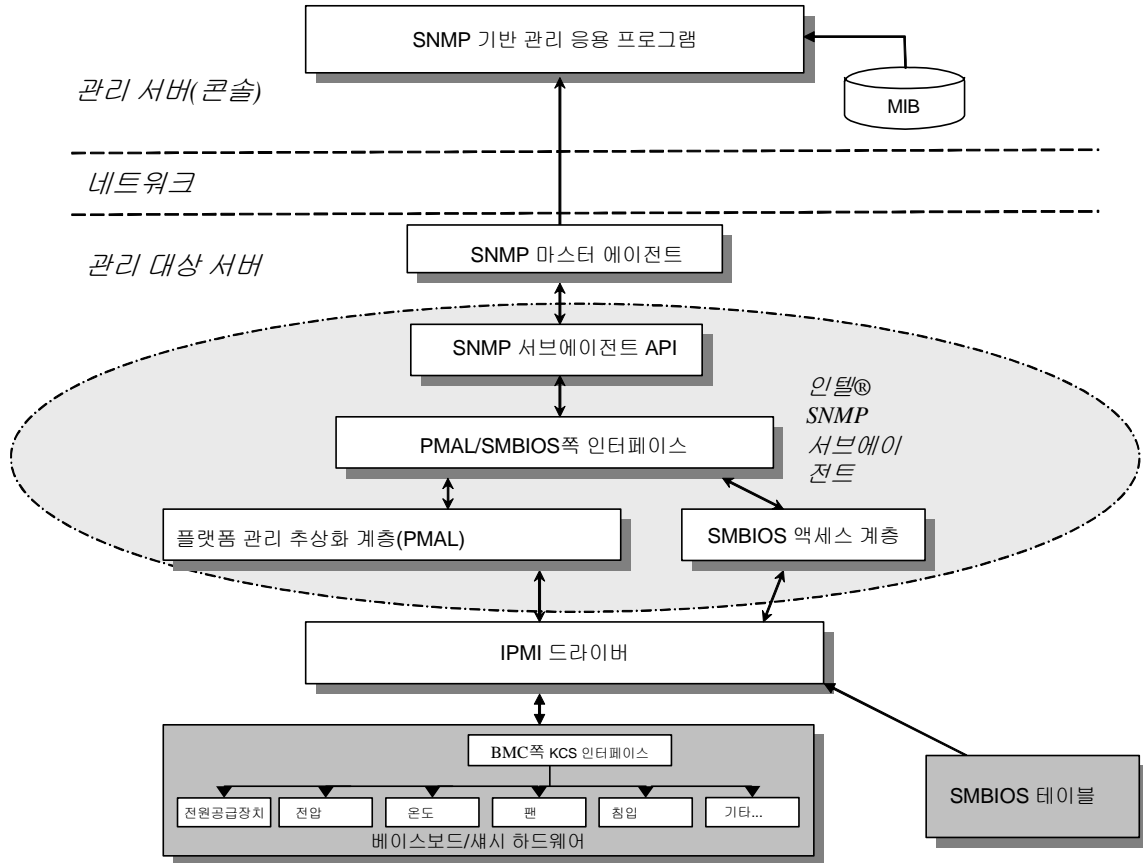 SNMP 기반 관리 응용 프로그램
관리 서버(콘솔)
MIB
네트워크
SNMP 마스터 에이전트
관리 대상 서버
SNMP 서브에이전트 API
인텔®
SNMP
서브에이
전트
PMAL/SMBIOS쪽 인터페이스
플랫폼 관리 추상화 계층(PMAL)
SMBIOS 액세스 계층
IPMI 드라이버
BMC쪽 KCS 인터페이스
전원공급장치
전압
온도
팬
침입
기타...
베이스보드/섀시 하드웨어
SMBIOS 테이블